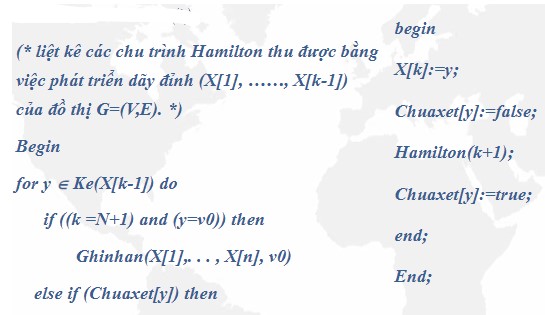 (* liệt kê các chu trình Hamilton thu được bằng
việc phát triển dãy đỉnh (X[1], ……, X[k-1])
của đồ thị G=(V,E). *)
Begin
for y ∈ Ke(X[k-1]) do
if ((k =N+1) and (y=v0)) then
Ghinhan(X[1],. . . , X[n], v0)
else if (Chuaxet[y]) then
begin
X[k]:=y;
Chuaxet[y]:=false;
Hamilton(k+1);
Chuaxet[y]:=true;
end;
End;